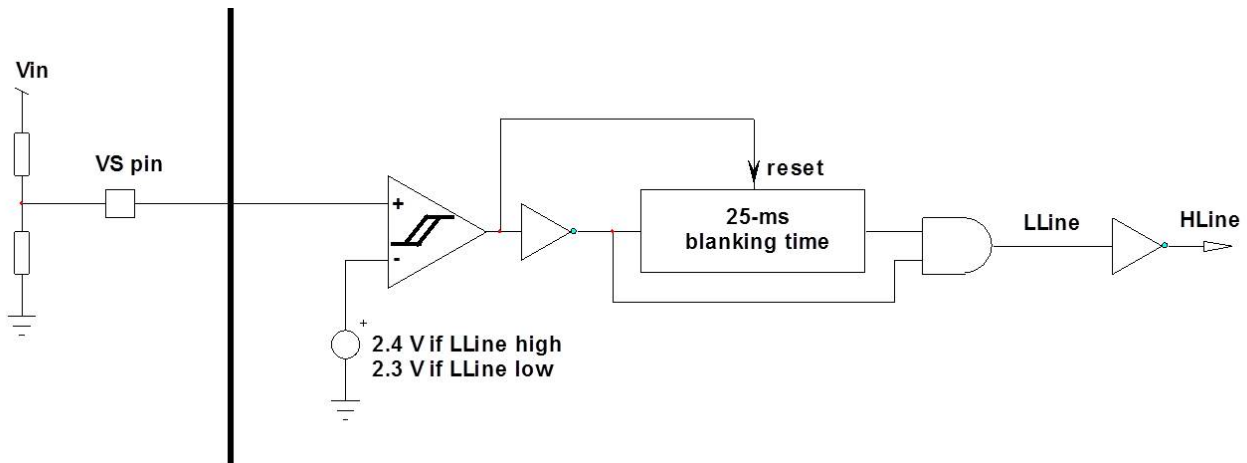 Vin
VS pin
reset
25-ms
blanking time
LLine
HLine
+
-
+
2.4 V if LLine high
2.3 V if LLine low